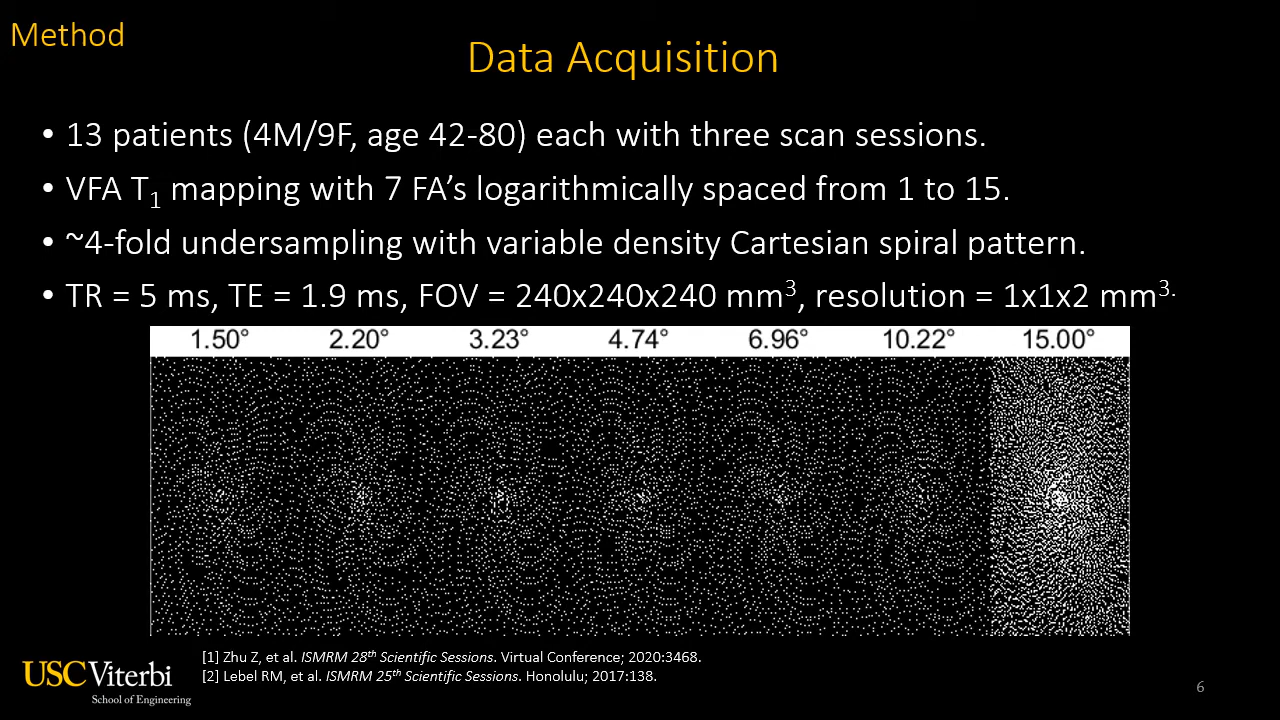 Method
Data Acquisition
• 13 patients (4M/9F, age 42-80) each with three scan sessions.
• VFA T₁ mapping with 7 FA’s logarithmically spaced from 1 to 15.
• ~4-fold undersampling with variable density Cartesian spiral pattern.
• TR = 5 ms, TE = 1.9 ms, FOV = 240x240x240 mm³, resolution = 1x1x2 mm³·
1.50° 2.20° 3.23° 4.74° 6.96° 10.22° 15.00°
[1] Zhu Z, et al. ISMRM 28th Scientific Sessions. Virtual Conference; 2020:3468.
[2] Lebel RM, et al. ISMRM 25th Scientific Sessions. Honolulu; 2017:138.
USC Viterbi
School of Engineering
6